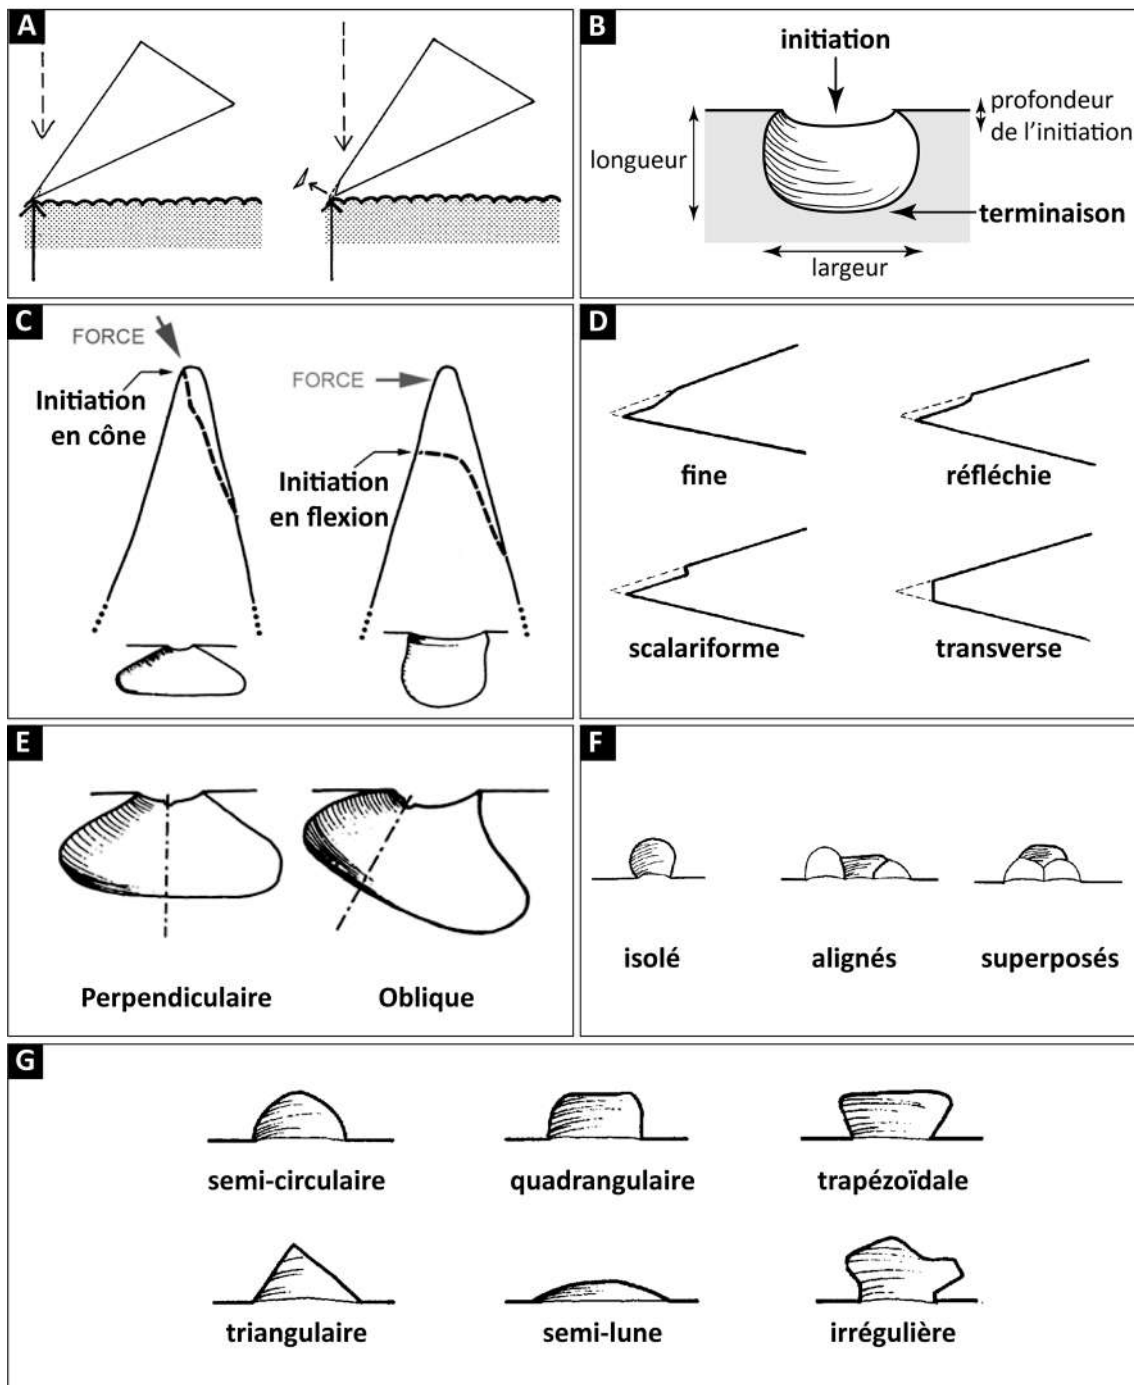 A
B
initiation
profondeur
de l'initiation
longueur
terminaison
largeur
C
FORCE
Initiation
en cône
FORCE
Initiation
en flexion
D
fine
réfléchie
scalariforme
transverse
E
Perpendiculaire
Oblique
F
isolé
alignés
superposés
G
semi-circulaire
quadrangulaire
trapézoïdale
triangulaire
semi-lune
irrégulière